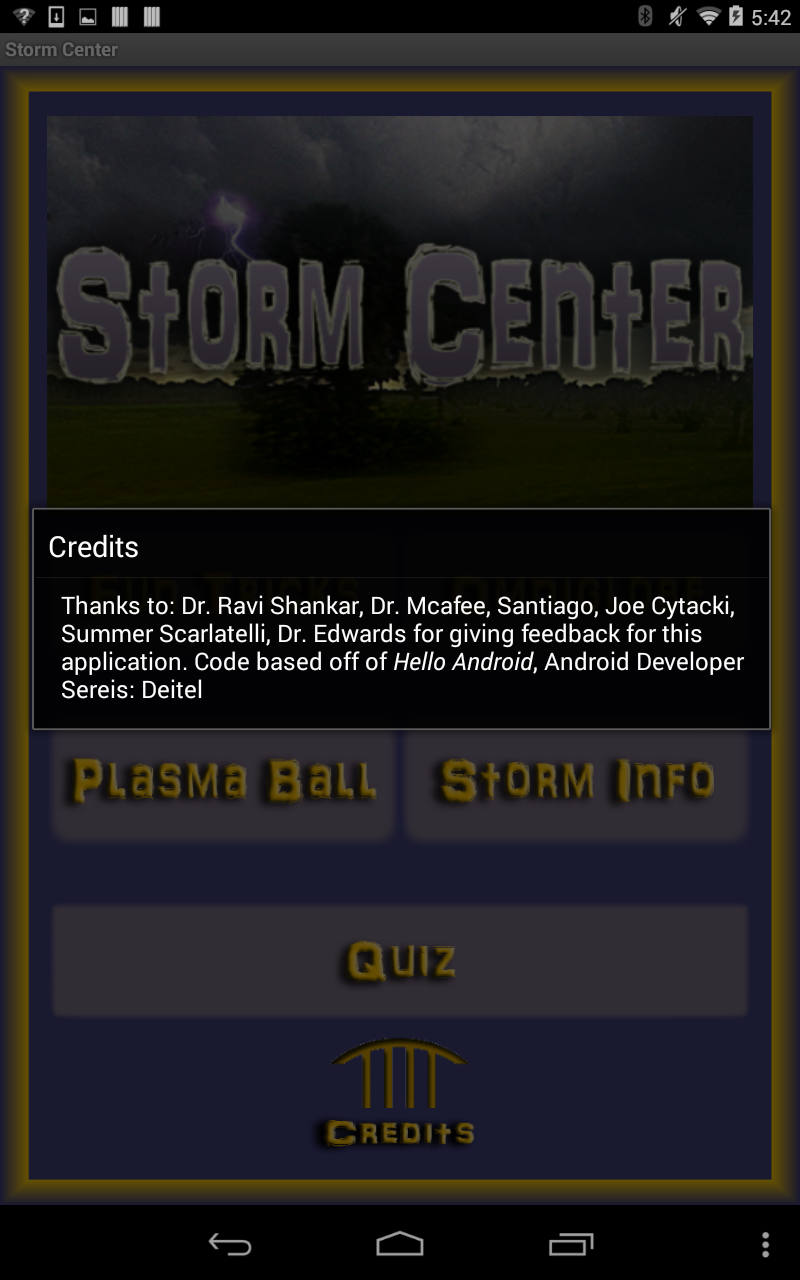 5:42
Storm Center
Storm Center
Credits
Thanks to: Dr. Ravi Shankar, Dr. Mcafee, Santiago, Joe Cytacki,
Summer Scarlatelli, Dr. Edwards for giving feedback for this
application. Code based off of Hello Android, Android Developer
Sereis: Deitel
Plasma Ball Storm Info
Quiz
Credits